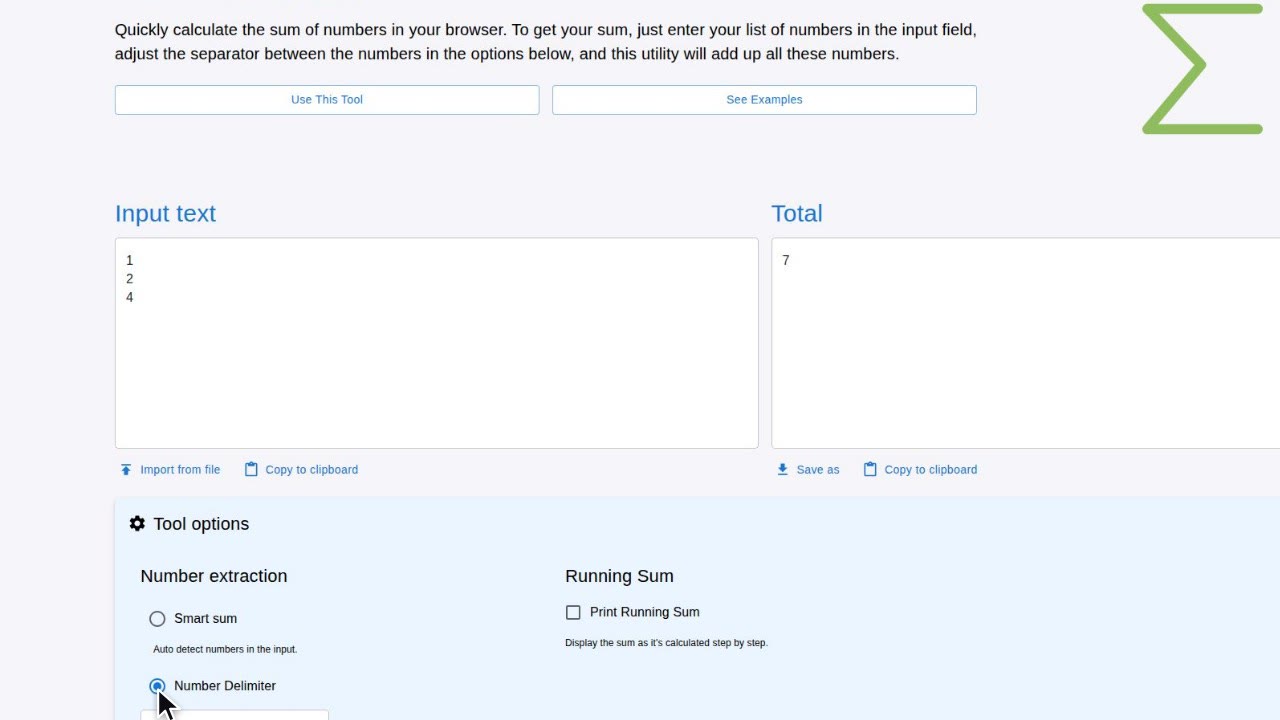 Quickly calculate the sum of numbers in your browser. To get your sum, just enter your list of numbers in the input field,
adjust the separator between the numbers in the options below, and this utility will add up all these numbers.
Use This Tool
See Examples
Input text
Total
1
2
4
7
Import from file
Copy to clipboard
Save as
Copy to clipboard
Tool options
Number extraction
Running Sum
Smart sum
Print Running Sum
Auto detect numbers in the input.
Display the sum as it's calculated step by step.
Number Delimiter